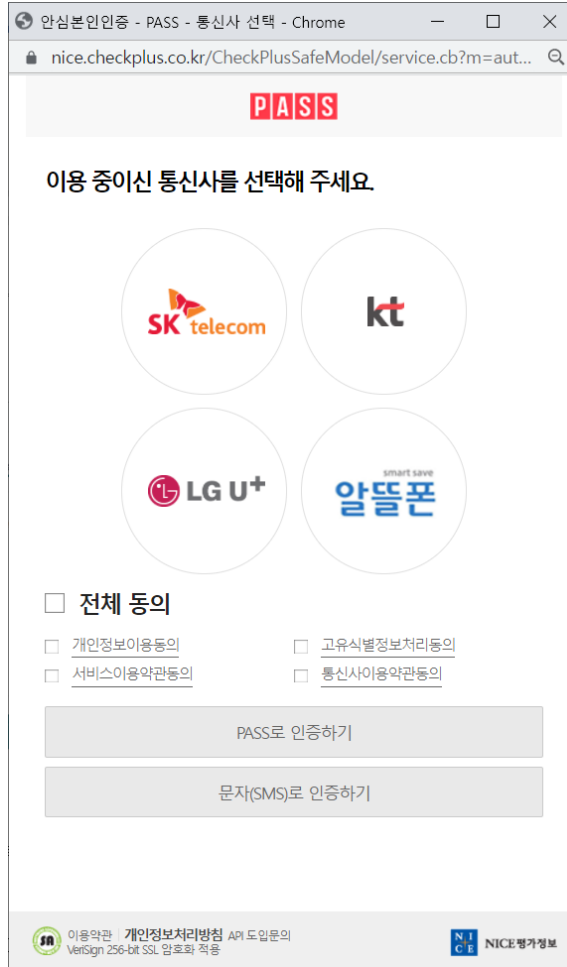 안심본인인증 - PASS - 통신사 선택 - Chrome
nice.checkplus.co.kr/CheckPlusSafeModel/service.cb?m=aut...
PASS
이용 중이신 통신사를 선택해 주세요.
SK telecom
kt
LG U+
smart save
알뜰폰
전체 동의
개인정보이용동의 고유식별정보처리동의
서비스이용약관동의 통신사이용약관동의
PASS로 인증하기
문자(SMS)로 인증하기
SA 이용약관 개인정보처리방침 API 도입문의
VeriSign 256-bit SSL 암호화 적용
NICE NICE평가정보